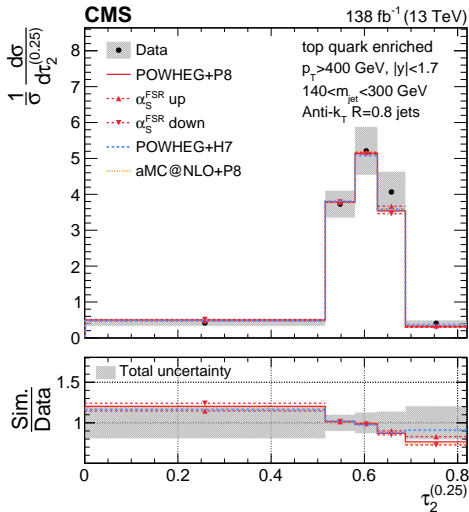 CMS 138 fb⁻¹ (13 TeV)
1/σ dσ/dτ₂^(0.25)
8
7
6
5
4
3
2
1
0
Data
POWHEG+P8
α_S^FSR up
α_S^FSR down
POWHEG+H7
aMC@NLO+P8
top quark enriched
p_T>400 GeV, |y|<1.7
140<m_jet<300 GeV
Anti-k_T R=0.8 jets
Sim./Data
1.5
1
Total uncertainty
0 0.2 0.4 0.6 0.8
τ₂^(0.25)